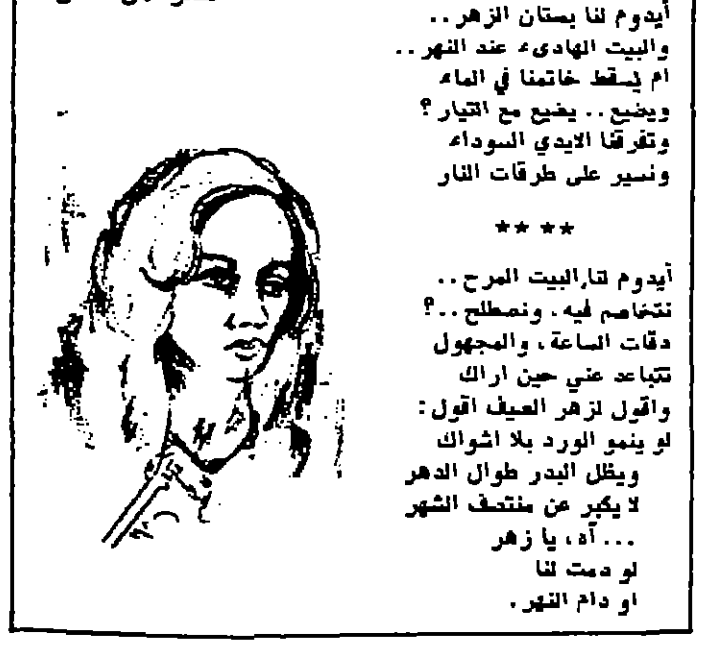 أيدوم لنا بستان الزهر ..
والبيت الهادىء عند النهر ..
ام يسقط خاتمنا في الماء
ويضيع .. يضيع مع التيار ؟
وتفرقنا الايدي السوداء
ونسير على طرقات النار
** **
أيدوم لنا البيت المرح ..
نتخاصم فيه ، ونصطلح ..؟
دقات الساعة ، والمجهول
تتباعد عني حين اراك
واقول لزهر الصيف اقول :
لو ينمو الورد بلا اشواك
ويظل البدر طوال الدهر
لا يكبر عن منتصف الشهر
... آه ، يا زهر
لو دمت لنا
او دام النهر .